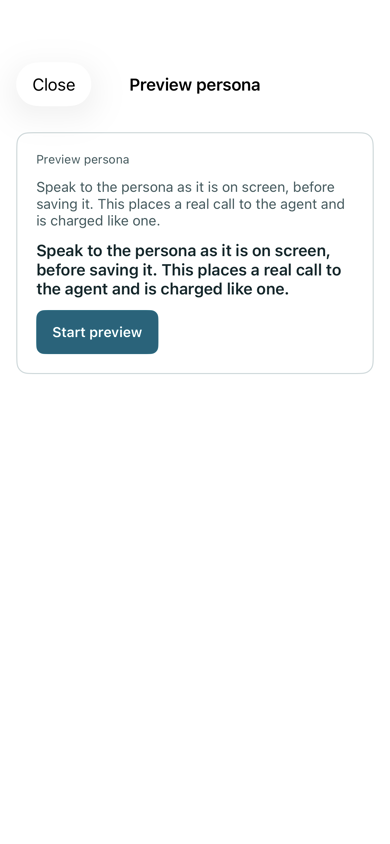 Close
Preview persona
Preview persona
Speak to the persona as it is on screen, before
saving it. This places a real call to the agent and
is charged like one.
Speak to the persona as it is on screen,
before saving it. This places a real call to
the agent and is charged like one.
Start preview